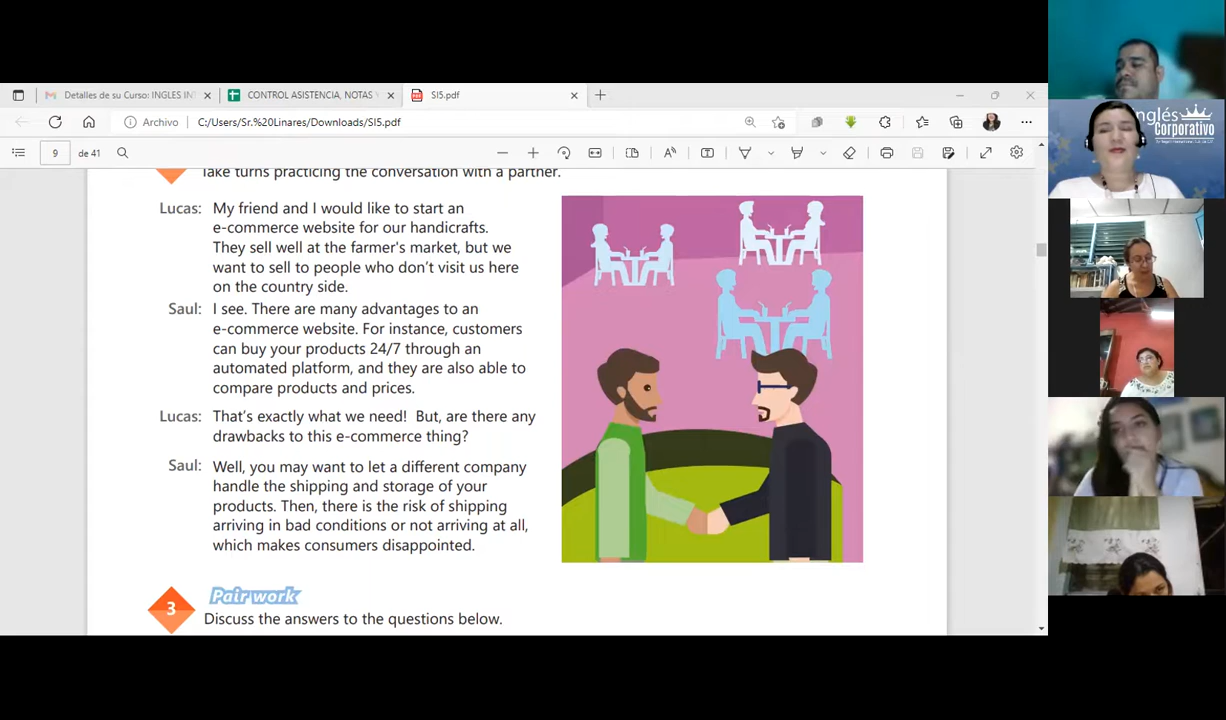 Detalles de su Curso: INGLES IN
CONTROL ASISTENCIA, NOTAS Y
SI5.pdf
Archivo
C:/Users/Sr.%20Linares/Downloads/SI5.pdf
9
de 41
Take turns practicing the conversation with a partner.
Lucas: My friend and I would like to start an
e-commerce website for our handicrafts.
They sell well at the farmer's market, but we
want to sell to people who don't visit us here
on the country side.
Saul: I see. There are many advantages to an
e-commerce website. For instance, customers
can buy your products 24/7 through an
automated platform, and they are also able to
compare products and prices.
Lucas: That's exactly what we need! But, are there any
drawbacks to this e-commerce thing?
Saul: Well, you may want to let a different company
handle the shipping and storage of your
products. Then, there is the risk of shipping
arriving in bad conditions or not arriving at all,
which makes consumers disappointed.
3
Pair work
Discuss the answers to the questions below.
Inglés
Corporativo